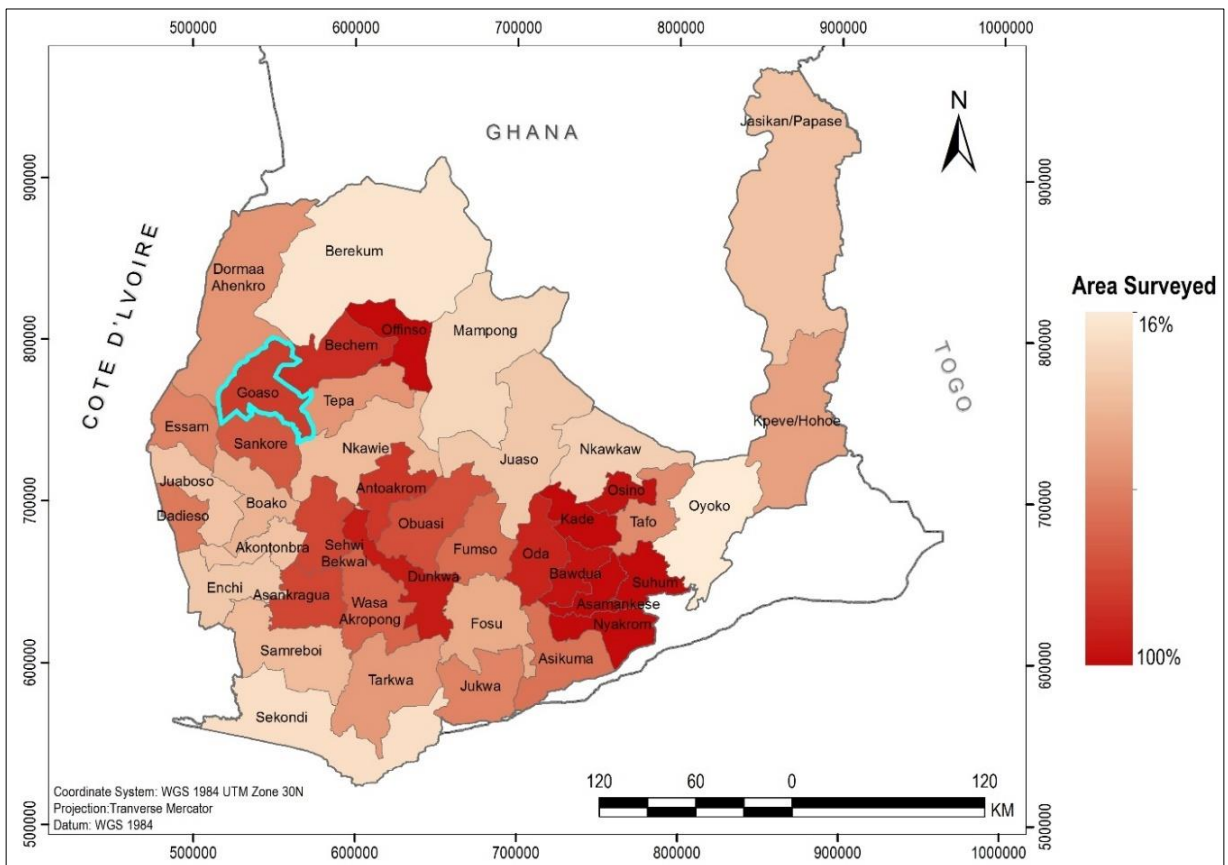 500000 600000 700000 800000 900000 1000000
N
Jasikan/Papase
GHANA
900000
900000
Berekum
Dormaa
Ahenkro
COTE D'LVOIRE
Area Surveyed
16%
100%
Offinso
Mampong
800000
800000
Bechem
TOGO
Goaso
Tepa
Kpeve/Hohoe
Essam
Sankore
Nkawie
Nkawkaw
Juaso
Juaboso
Antoakrom
Osino
700000
700000
Boako
Dadieso
Obuasi
Kade
Tafo
Oyoko
Akontonbra
Sehwi
Bekwai
Fumso
Oda
Enchi
Dunkwa
Bawdua
Suhum
Asankragua
Wasa
Akropong
Asamankese
Fosu
Nyakrom
600000
600000
Samreboi
Asikuma
Tarkwa
Jukwa
Sekondi
120 60 0 120
KM
Coordinate System: WGS 1984 UTM Zone 30N
Projection:Tranverse Mercator
Datum: WGS 1984
500000
500000
500000 600000 700000 800000 900000 1000000